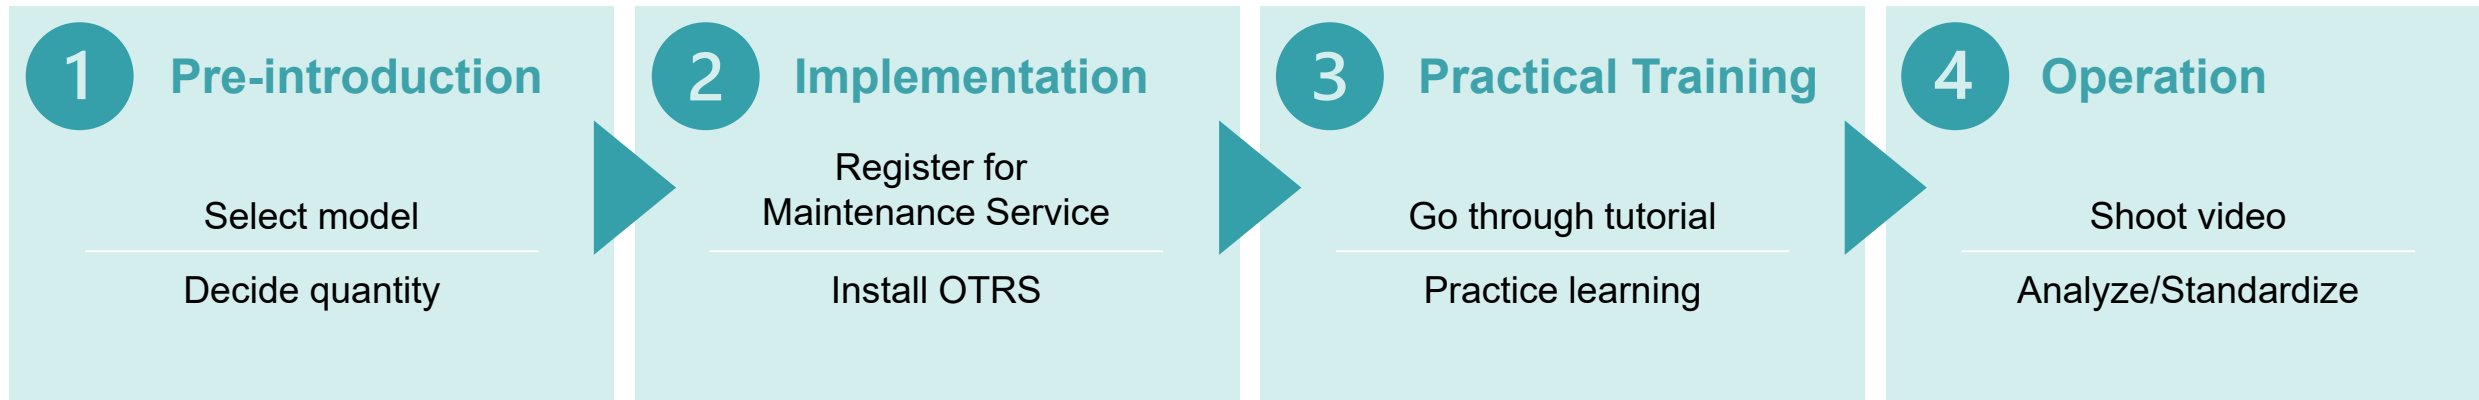 1
Pre-introduction
Select model
Decide quantity
2
Implementation
Register for
Maintenance Service
Install OTRS
3
Practical Training
Go through tutorial
Practice learning
4
Operation
Shoot video
Analyze/Standardize